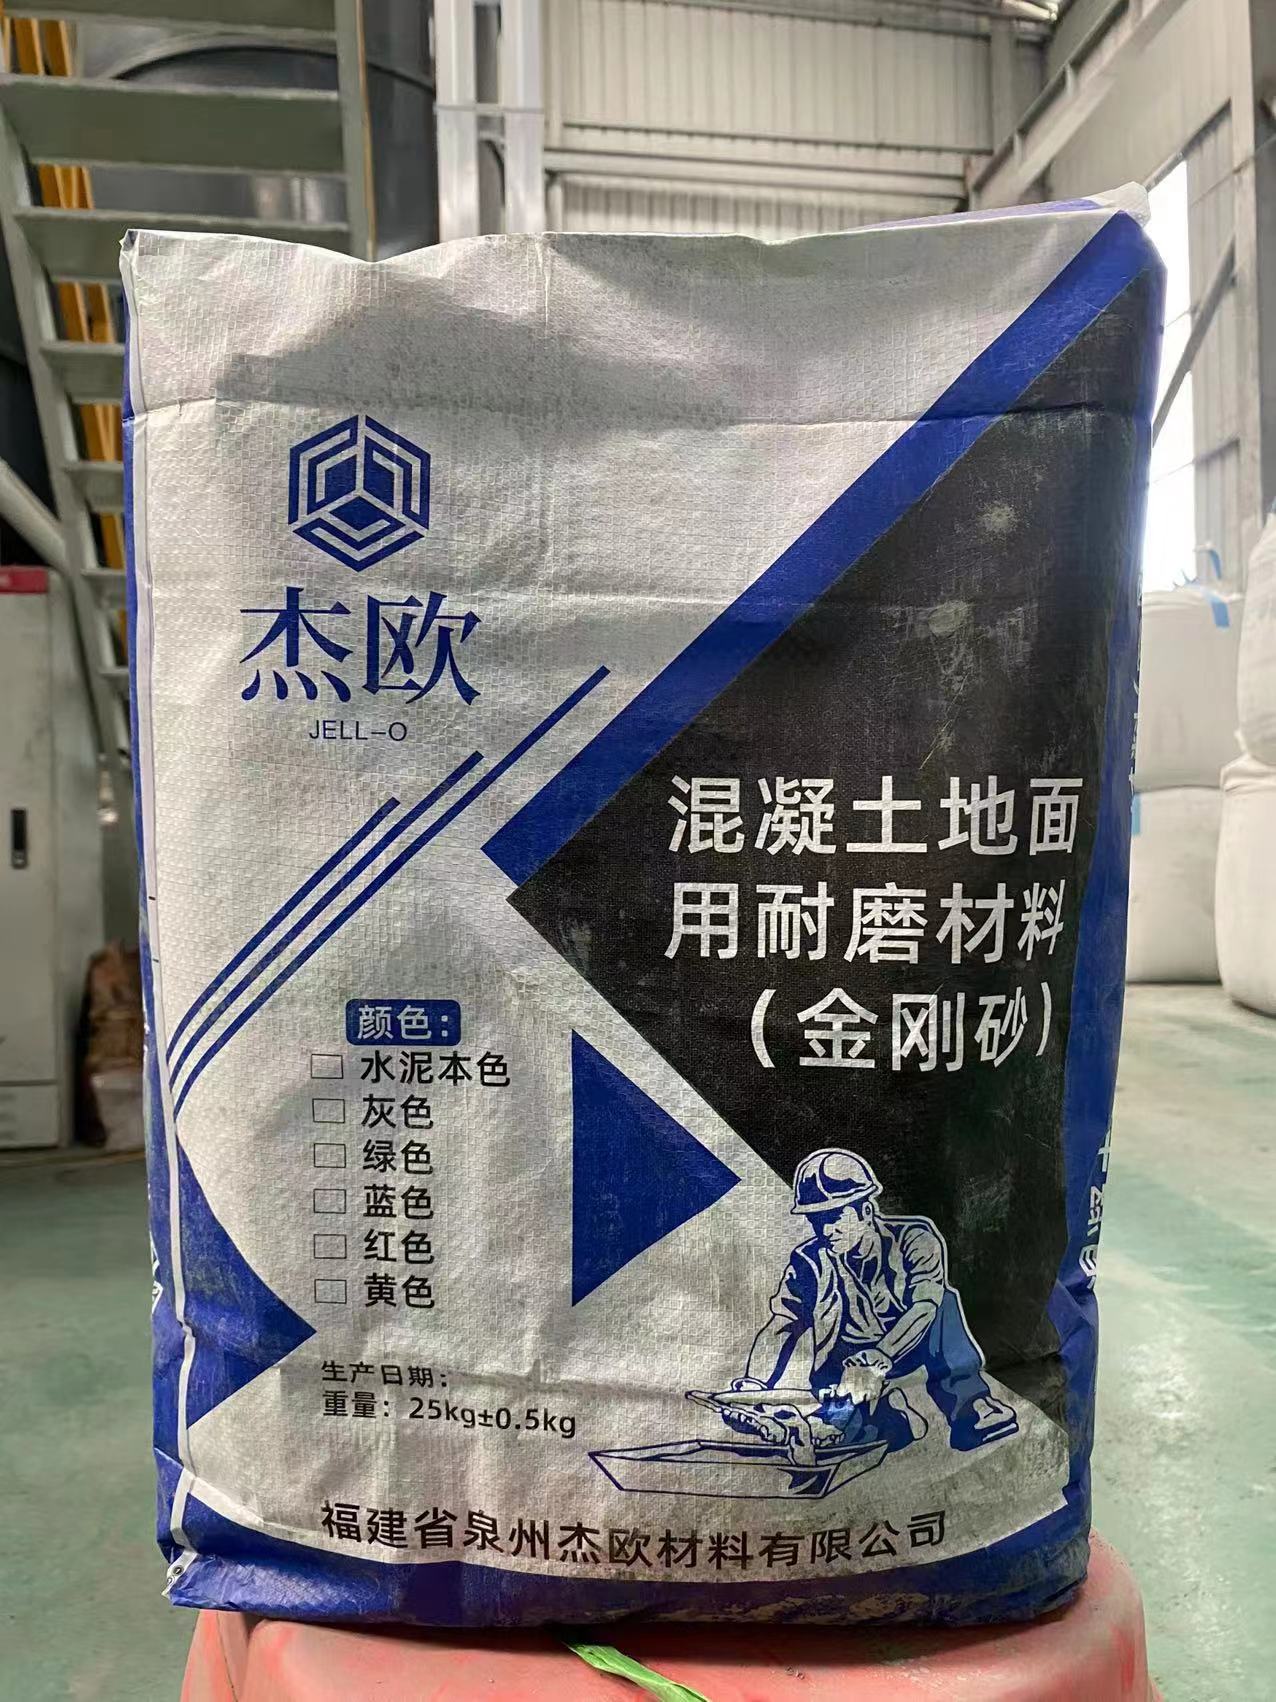 杰欧
JELL-O
混凝土地面
用耐磨材料
(金刚砂)
颜色:
水泥本色
灰色
绿色
蓝色
红色
黄色
生产日期:
重量: 25kg±0.5kg
福建省泉州杰欧材料有限公司